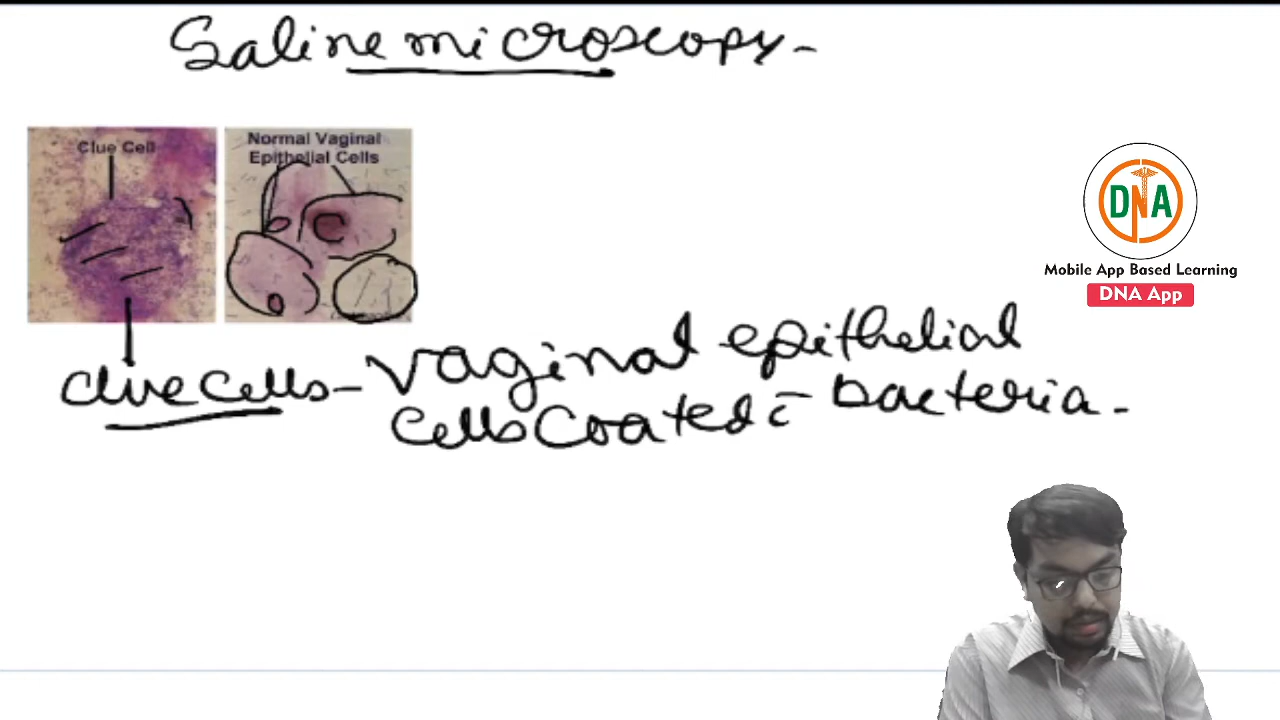 Saline microscopy -
Clue Cell
Normal Vaginal
Epithelial Cells
DNA
Mobile App Based Learning
DNA App
Clue Cells - Vaginal epithelial
Cells Coated c̄ bacteria.